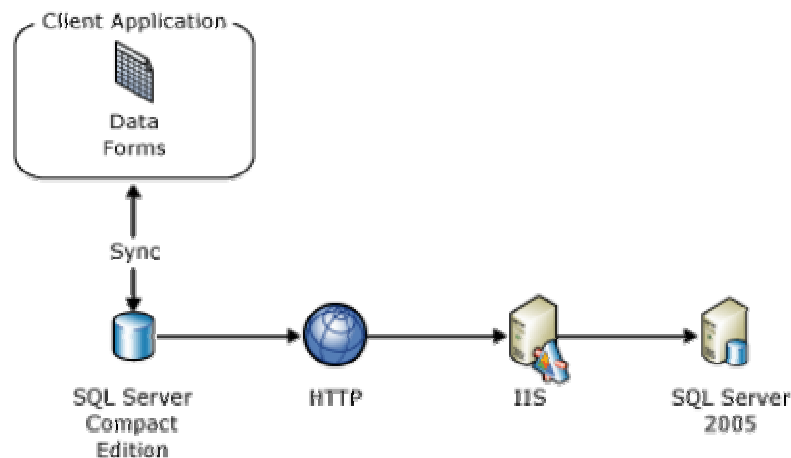 Client Application
Data
Forms
Sync
SQL Server
Compact
Edition
HTTP
IIS
SQL Server
2005